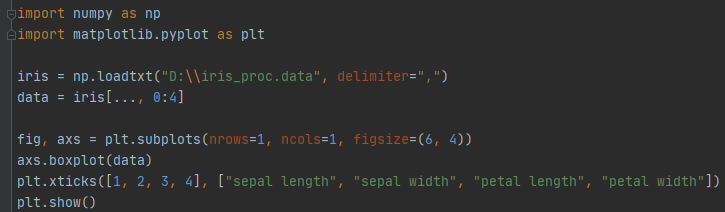 import numpy as np
import matplotlib.pyplot as plt
iris = np.loadtxt("D:\\iris_proc.data", delimiter=",")
data = iris[..., 0:4]
fig, axs = plt.subplots(nrows=1, ncols=1, figsize=(6, 4))
axs.boxplot(data)
plt.xticks([1, 2, 3, 4], ["sepal length", "sepal width", "petal length", "petal width"])
plt.show()